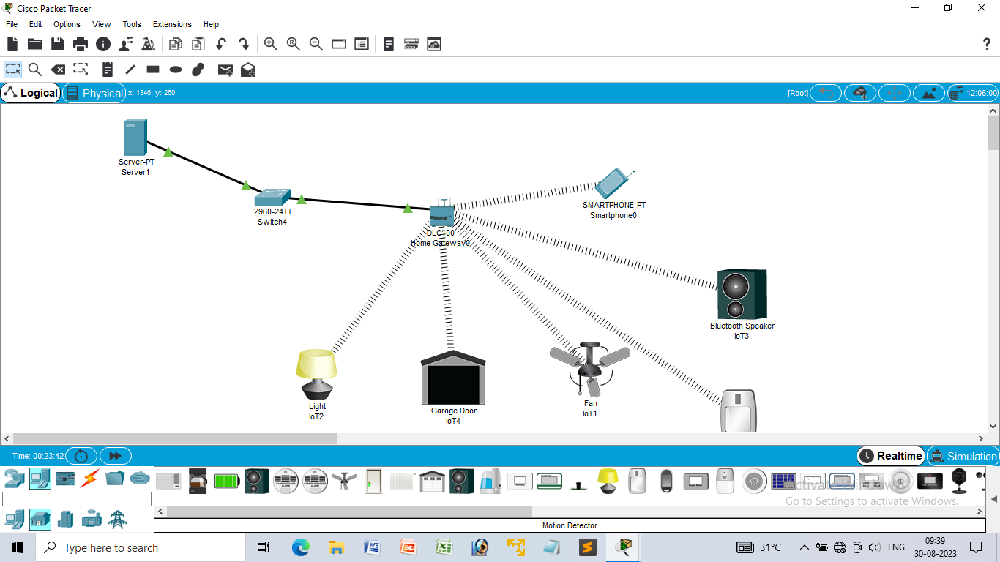 Cisco Packet Tracer
File Edit Options View Tools Extensions Help
Logical Physical x: 1346, y: 260 [Root] 12:06:00
Server-PT
Server1
2960-24TT
Switch4
DLC100
Home Gateway0
SMARTPHONE-PT
Smartphone0
Bluetooth Speaker
IoT3
Light
IoT2
Garage Door
IoT4
Fan
IoT1
Time: 00:23:42 Realtime Simulation
Activate Windows
Go to Settings to activate Windows.
Motion Detector
Type here to search 31°C ENG 09:39
30-08-2023